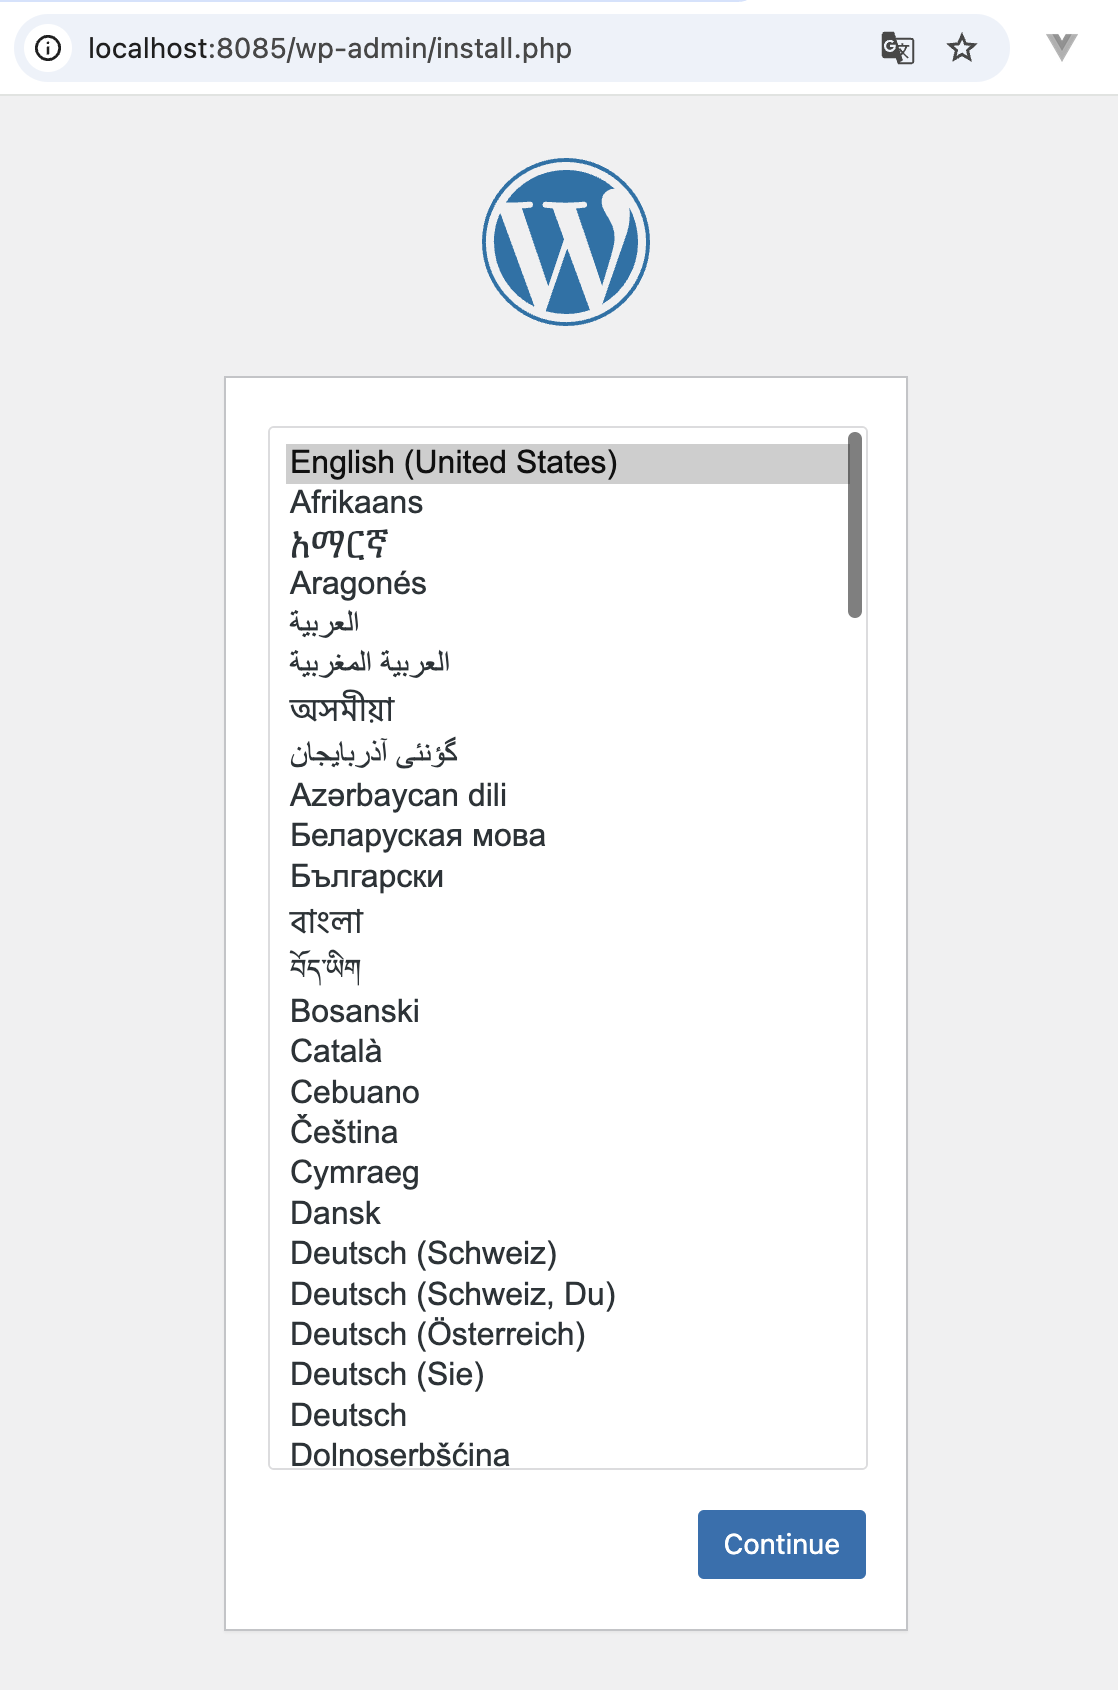 localhost:8085/wp-admin/install.php
English (United States)
Afrikaans
አማርኛ
Aragonés
العربية
العربية المغربية
অসমীয়া
گؤنئی آذربایجان
Azərbaycan dili
Беларуская мова
Български
বাংলা
བོད་ཡིག
Bosanski
Català
Cebuano
Čeština
Cymraeg
Dansk
Deutsch (Schweiz)
Deutsch (Schweiz, Du)
Deutsch (Österreich)
Deutsch (Sie)
Deutsch
Dolnoserbšćina
Continue